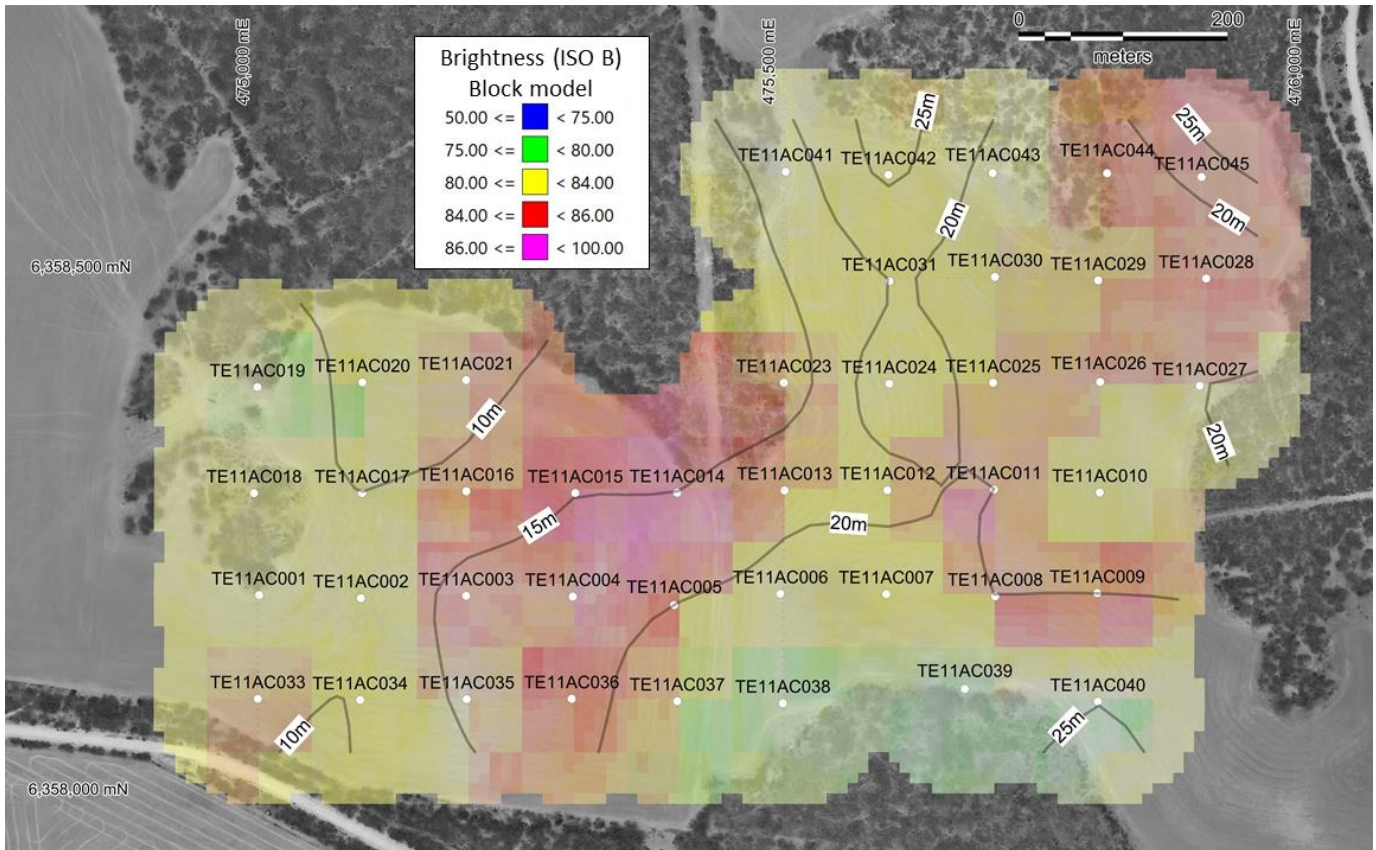 0 200
meters
475,000 mE
475,500 mE
476,000 mE
Brightness (ISO B)
Block model
50.00 <= < 75.00
75.00 <= < 80.00
80.00 <= < 84.00
84.00 <= < 86.00
86.00 <= < 100.00
25m
25m
TE11AC041 TE11AC042 TE11AC043 TE11AC044 TE11AC045
20m
20m
6,358,500 mN
TE11AC031 TE11AC030 TE11AC029 TE11AC028
TE11AC019 TE11AC020 TE11AC021 TE11AC023 TE11AC024 TE11AC025 TE11AC026 TE11AC027
10m
20m
TE11AC018 TE11AC017 TE11AC016 TE11AC015 TE11AC014 TE11AC013 TE11AC012 TE11AC011 TE11AC010
15m
20m
TE11AC001 TE11AC002 TE11AC003 TE11AC004 TE11AC005 TE11AC006 TE11AC007 TE11AC008 TE11AC009
TE11AC033 TE11AC034 TE11AC035 TE11AC036 TE11AC037 TE11AC038 TE11AC039 TE11AC040
10m
25m
6,358,000 mN